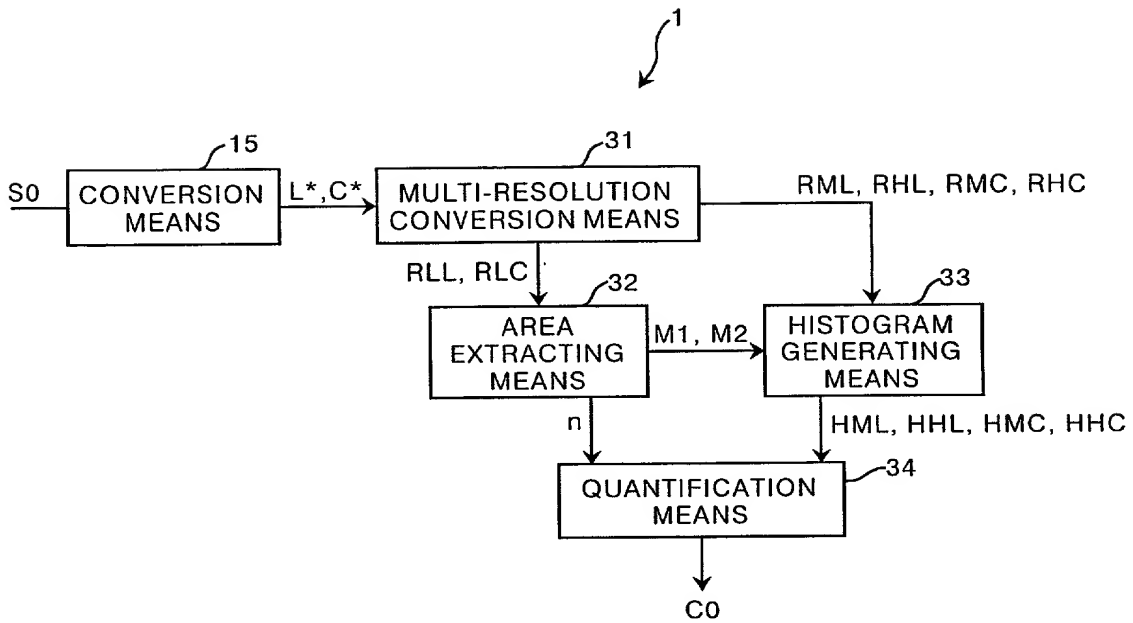 1
15
31
S0
CONVERSION
MEANS
L*,C*
MULTI-RESOLUTION
CONVERSION MEANS
RML, RHL, RMC, RHC
RLL, RLC
32
33
AREA
EXTRACTING
MEANS
M1, M2
HISTOGRAM
GENERATING
MEANS
n
HML, HHL, HMC, HHC
34
QUANTIFICATION
MEANS
C0